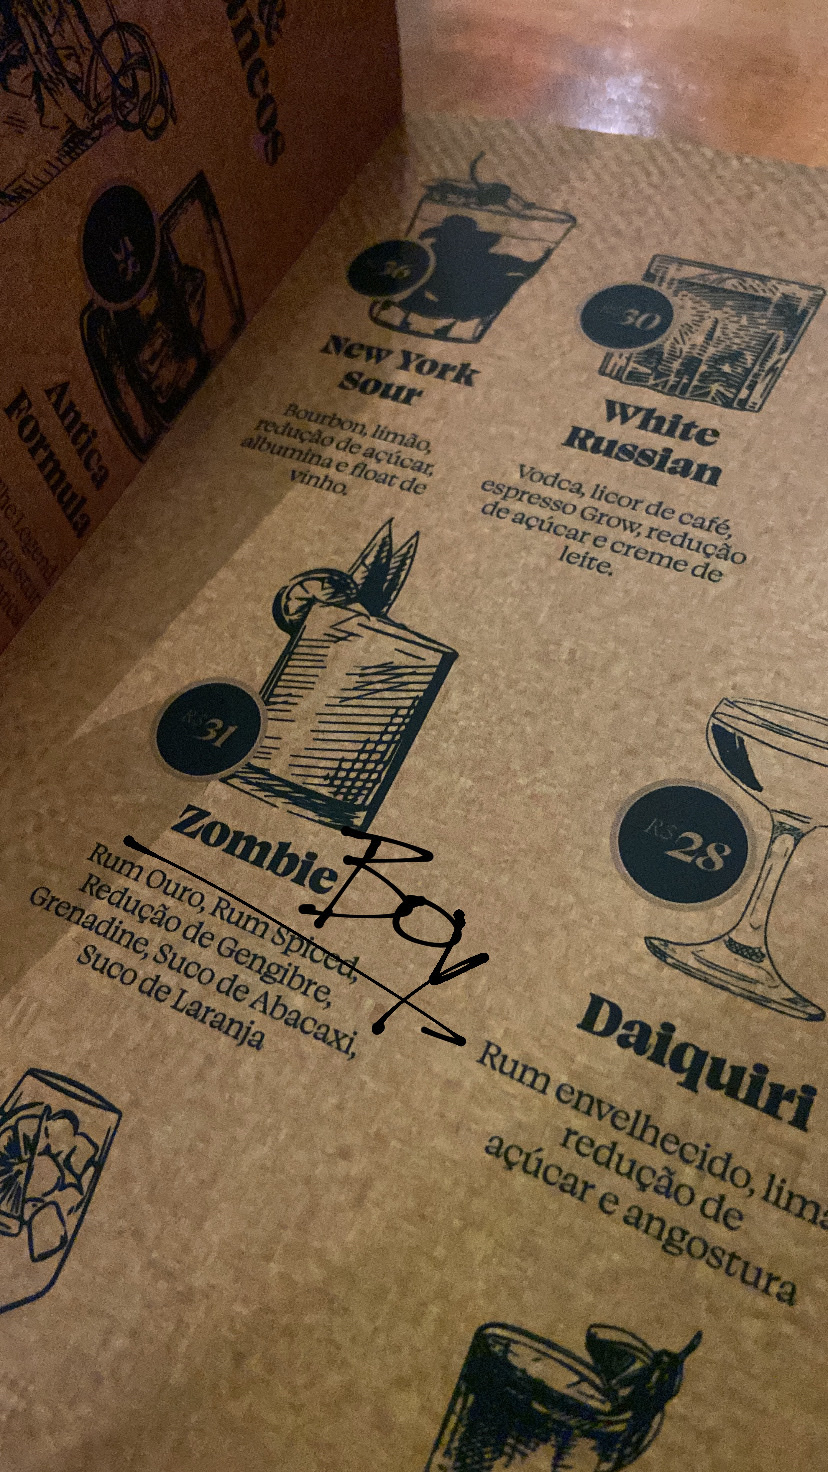 &
Antica
Formula
36
New York
Sour
Bourbon, limão,
redução de açúcar,
albumina e float de
vinho.
R$30
White
Russian
Vodca, licor de café,
espresso Grow, redução
de açúcar e creme de
leite.
R$31
Zombie Boy
Rum Ouro, Rum Spiced,
Redução de Gengibre,
Grenadine, Suco de Abacaxi,
Suco de Laranja
R$28
Daiquiri
Rum envelhecido, lima
redução de
açúcar e angostura